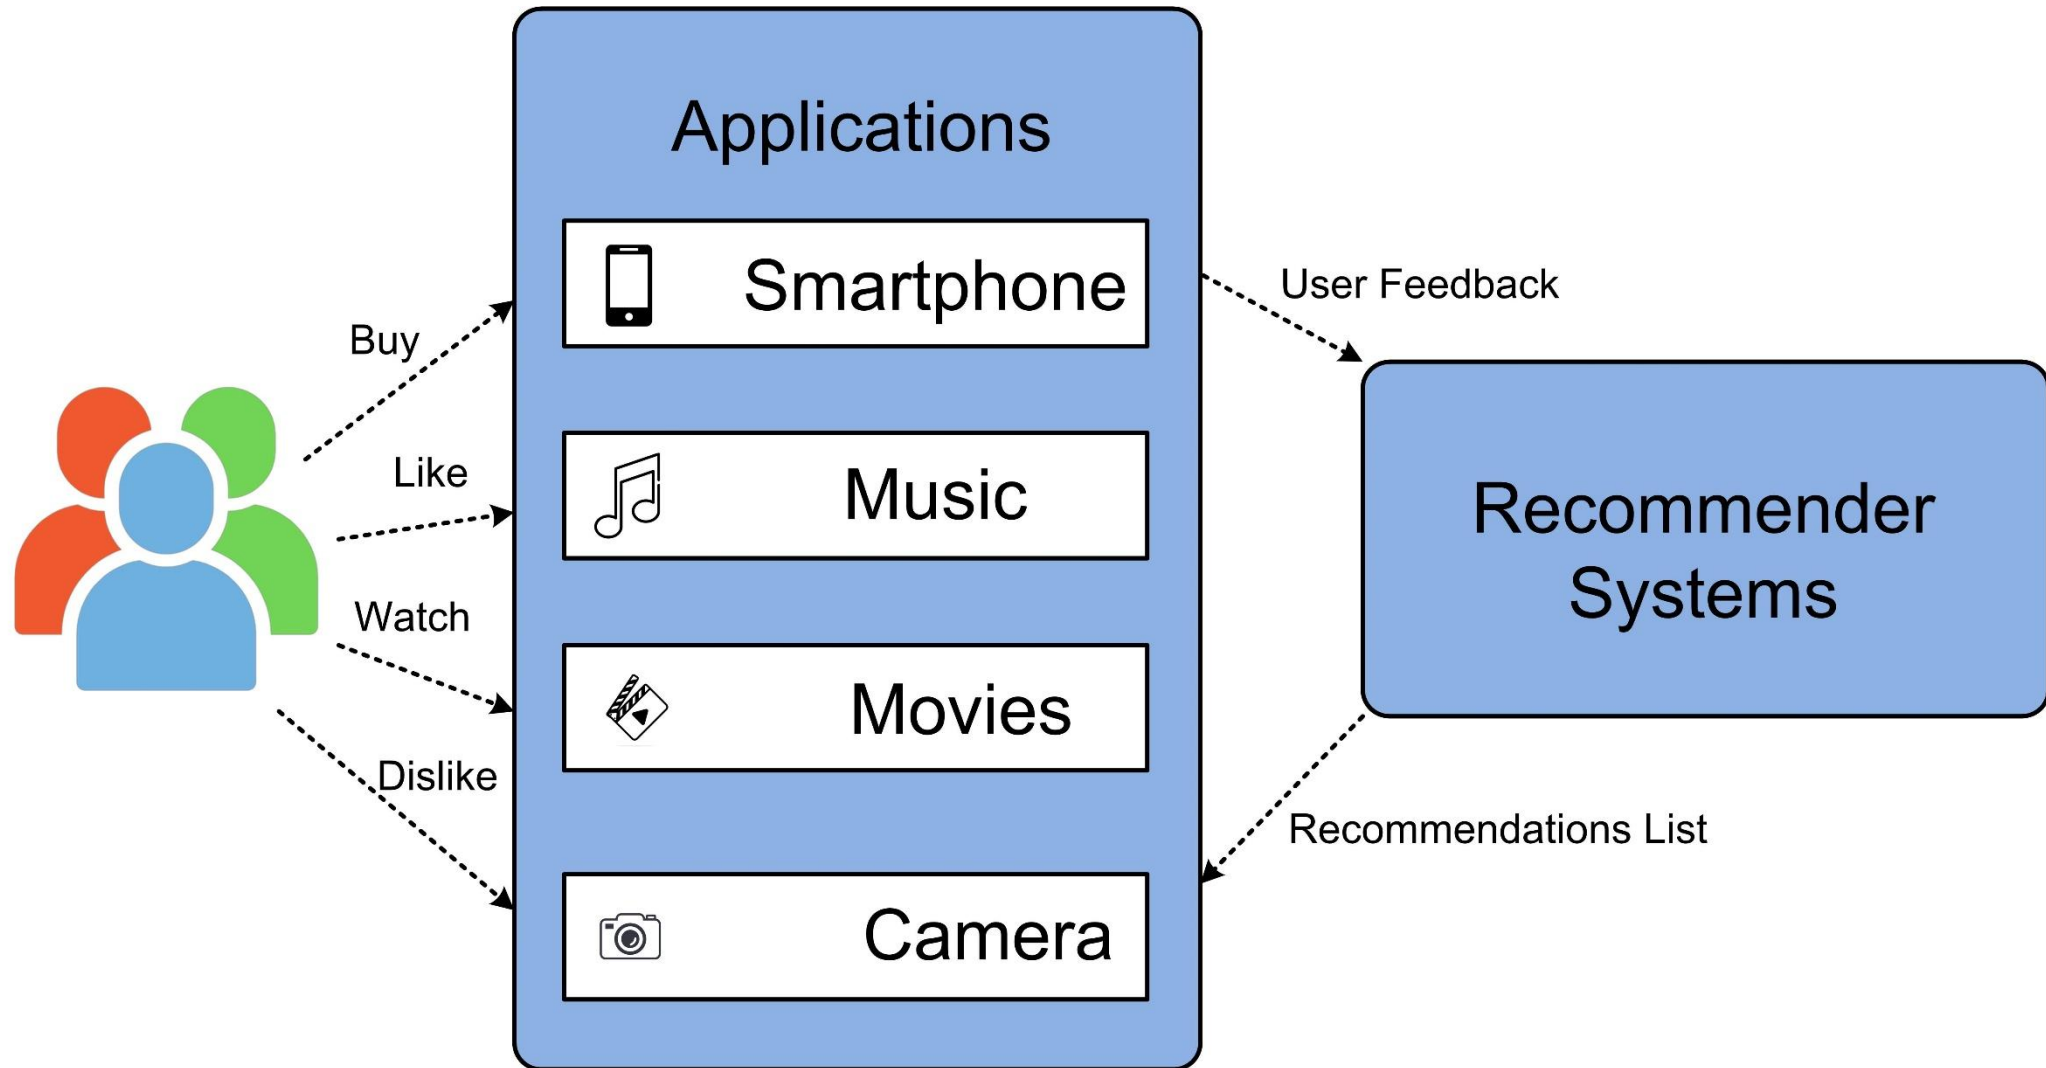 Applications
Smartphone
Music
Movies
Camera
Buy
Like
Watch
Dislike
User Feedback
Recommender
Systems
Recommendations List